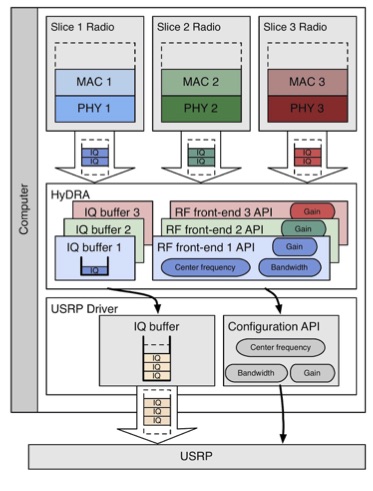 Computer
Slice 1 Radio
Slice 2 Radio
Slice 3 Radio
MAC 1
MAC 2
MAC 3
PHY 1
PHY 2
PHY 3
IQ
IQ
IQ
IQ
IQ
IQ
HyDRA
IQ buffer 3
RF front-end 3 API
Gain
IQ buffer 2
RF front-end 2 API
Gain
IQ buffer 1
RF front-end 1 API
Gain
IQ
Center frequency
Bandwidth
USRP Driver
IQ buffer
Configuration API
IQ
IQ
IQ
Center frequency
Bandwidth
Gain
IQ
IQ
IQ
USRP